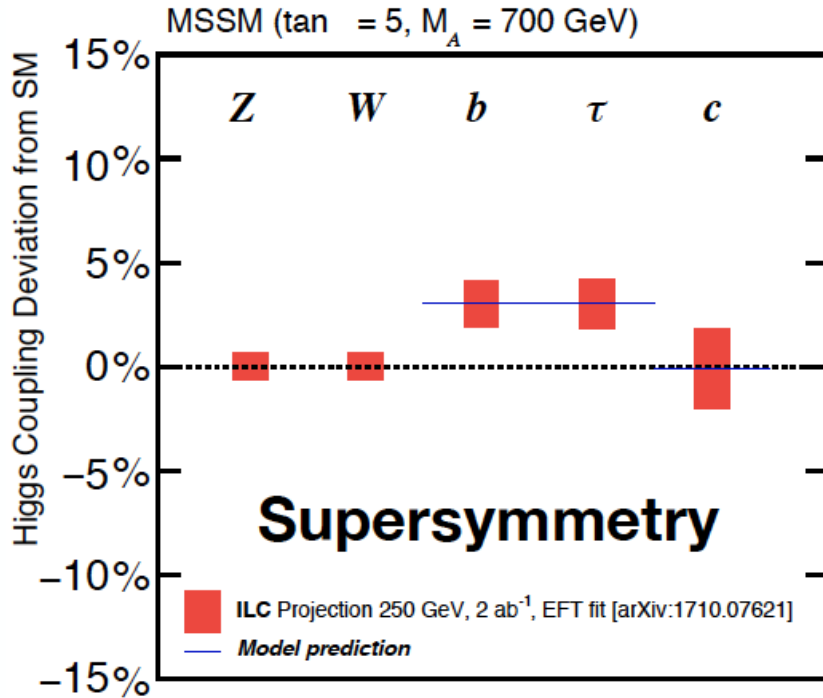 MSSM (tan = 5, M_A = 700 GeV)
Higgs Coupling Deviation from SM
15%
10%
5%
0%
−5%
−10%
−15%
Z W b τ c
Supersymmetry
ILC Projection 250 GeV, 2 ab⁻¹, EFT fit [arXiv:1710.07621]
Model prediction